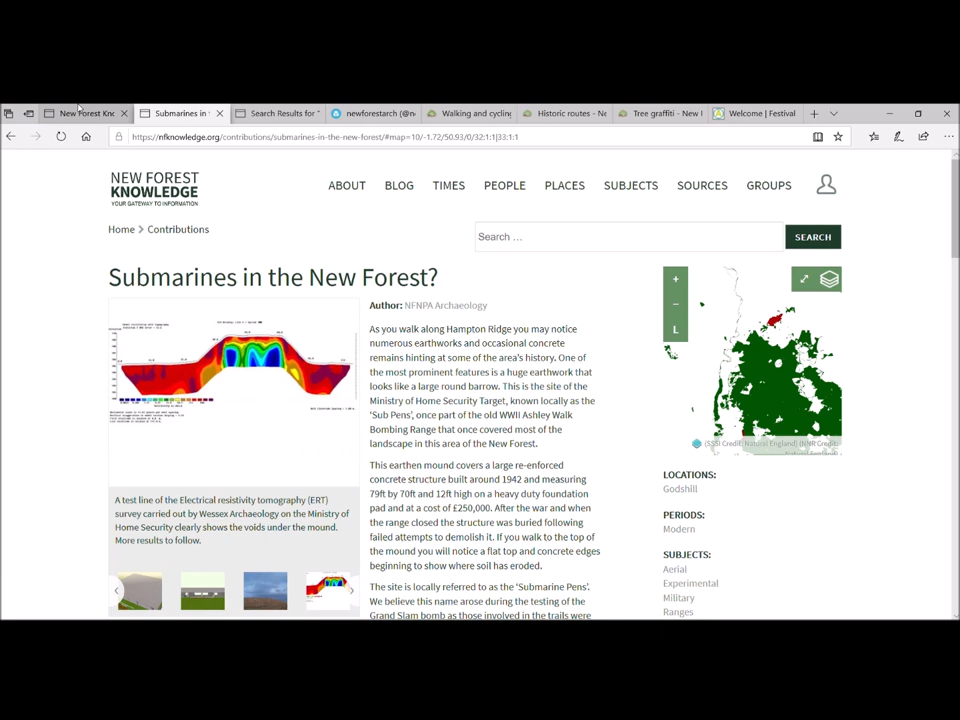 New Forest Kno
Submarines in t
Search Results for "
newforestarch (@n
Walking and cycling
Historic routes - Ne
Tree graffiti - New
Welcome | Festival
https://nfknowledge.org/contributions/submarines-in-the-new-forest/#map=10/-1.72/50.93/0/32:1:1|33:1:1
NEW FOREST
KNOWLEDGE
YOUR GATEWAY TO INFORMATION
ABOUT BLOG TIMES PEOPLE PLACES SUBJECTS SOURCES GROUPS
Home > Contributions
Search …
SEARCH
Submarines in the New Forest?
A test line of the Electrical resistivity tomography (ERT)
survey carried out by Wessex Archaeology on the Ministry of
Home Security clearly shows the voids under the mound.
More results to follow.
Author: NFNPA Archaeology
As you walk along Hampton Ridge you may notice
numerous earthworks and occasional concrete
remains hinting at some of the area's history. One of
the most prominent features is a huge earthwork that
looks like a large round barrow. This is the site of the
Ministry of Home Security Target, known locally as the
'Sub Pens', once part of the old WWII Ashley Walk
Bombing Range that once covered most of the
landscape in this area of the New Forest.
This earthen mound covers a large re-enforced
concrete structure built around 1942 and measuring
79ft by 70ft and 12ft high on a heavy duty foundation
pad and at a cost of £250,000. After the war and when
the range closed the structure was buried following
failed attempts to demolish it. If you walk to the top of
the mound you will notice a flat top and concrete edges
beginning to show where soil has eroded.
The site is locally referred to as the 'Submarine Pens'.
We believe this name arose during the testing of the
Grand Slam bomb as those involved in the trails were
+
−
L
(SSSI Credit: Natural England) (NNR Credit:
Natural England)
LOCATIONS:
Godshill
PERIODS:
Modern
SUBJECTS:
Aerial
Experimental
Military
Ranges